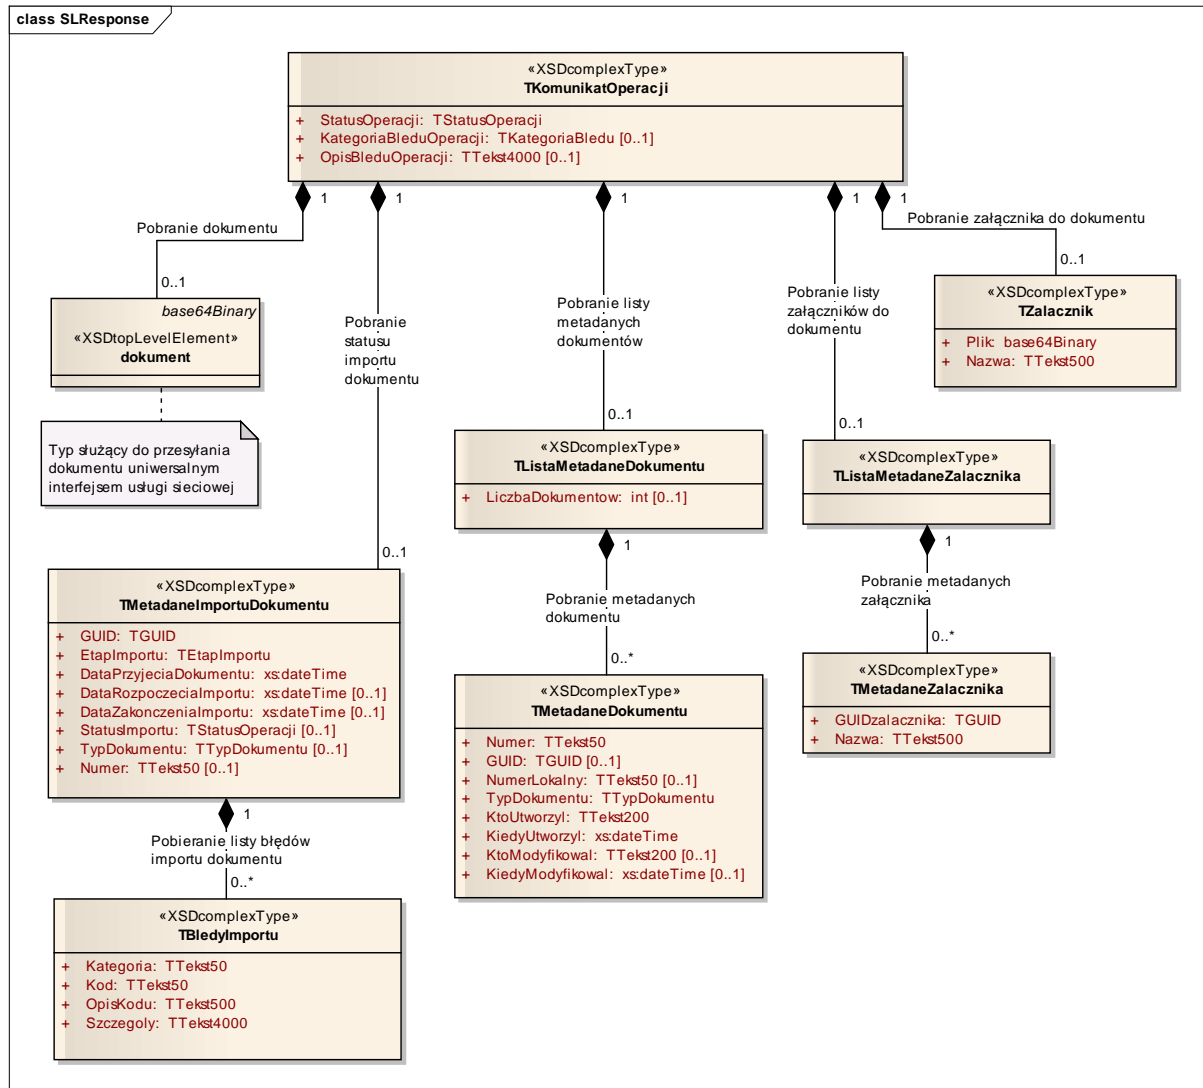 class SLResponse
«XSDcomplexType»
TKomunikatOperacji
+ StatusOperacji: TStatusOperacji
+ KategoriaBleduOperacji: TKategoriaBledu [0..1]
+ OpisBleduOperacji: TTekst4000 [0..1]
1
1
1
1
1
Pobranie dokumentu
0..1
Pobranie załącznika do dokumentu
0..1
base64Binary
«XSDtopLevelElement»
dokument
Typ służący do przesyłania
dokumentu uniwersalnym
interfejsem usługi sieciowej
Pobranie
statusu
importu
dokumentu
0..1
Pobranie listy
metadanych
dokumentów
0..1
Pobranie listy
załączników do
dokumentu
0..1
«XSDcomplexType»
TZalacznik
+ Plik: base64Binary
+ Nazwa: TTekst500
«XSDcomplexType»
TListaMetadaneDokumentu
+ LiczbaDokumentow: int [0..1]
1
Pobranie metadanych
dokumentu
0..*
«XSDcomplexType»
TListaMetadaneZalacznika
1
Pobranie metadanych
załącznika
0..*
«XSDcomplexType»
TMetadaneImportuDokumentu
+ GUID: TGUID
+ EtapImportu: TEtapImportu
+ DataPrzyjeciaDokumentu: xs:dateTime
+ DataRozpoczeciaImportu: xs:dateTime [0..1]
+ DataZakonczeniaImportu: xs:dateTime [0..1]
+ StatusImportu: TStatusOperacji [0..1]
+ TypDokumentu: TTypDokumentu [0..1]
+ Numer: TTekst50 [0..1]
1
Pobieranie listy błędów
importu dokumentu
0..*
«XSDcomplexType»
TMetadaneDokumentu
+ Numer: TTekst50
+ GUID: TGUID [0..1]
+ NumerLokalny: TTekst50 [0..1]
+ TypDokumentu: TTypDokumentu
+ KtoUtworzyl: TTekst200
+ KiedyUtworzyl: xs:dateTime
+ KtoModyfikowal: TTekst200 [0..1]
+ KiedyModyfikowal: xs:dateTime [0..1]
«XSDcomplexType»
TMetadaneZalacznika
+ GUIDzalacznika: TGUID
+ Nazwa: TTekst500
«XSDcomplexType»
TBledyImportu
+ Kategoria: TTekst50
+ Kod: TTekst50
+ OpisKodu: TTekst500
+ Szczegoly: TTekst4000